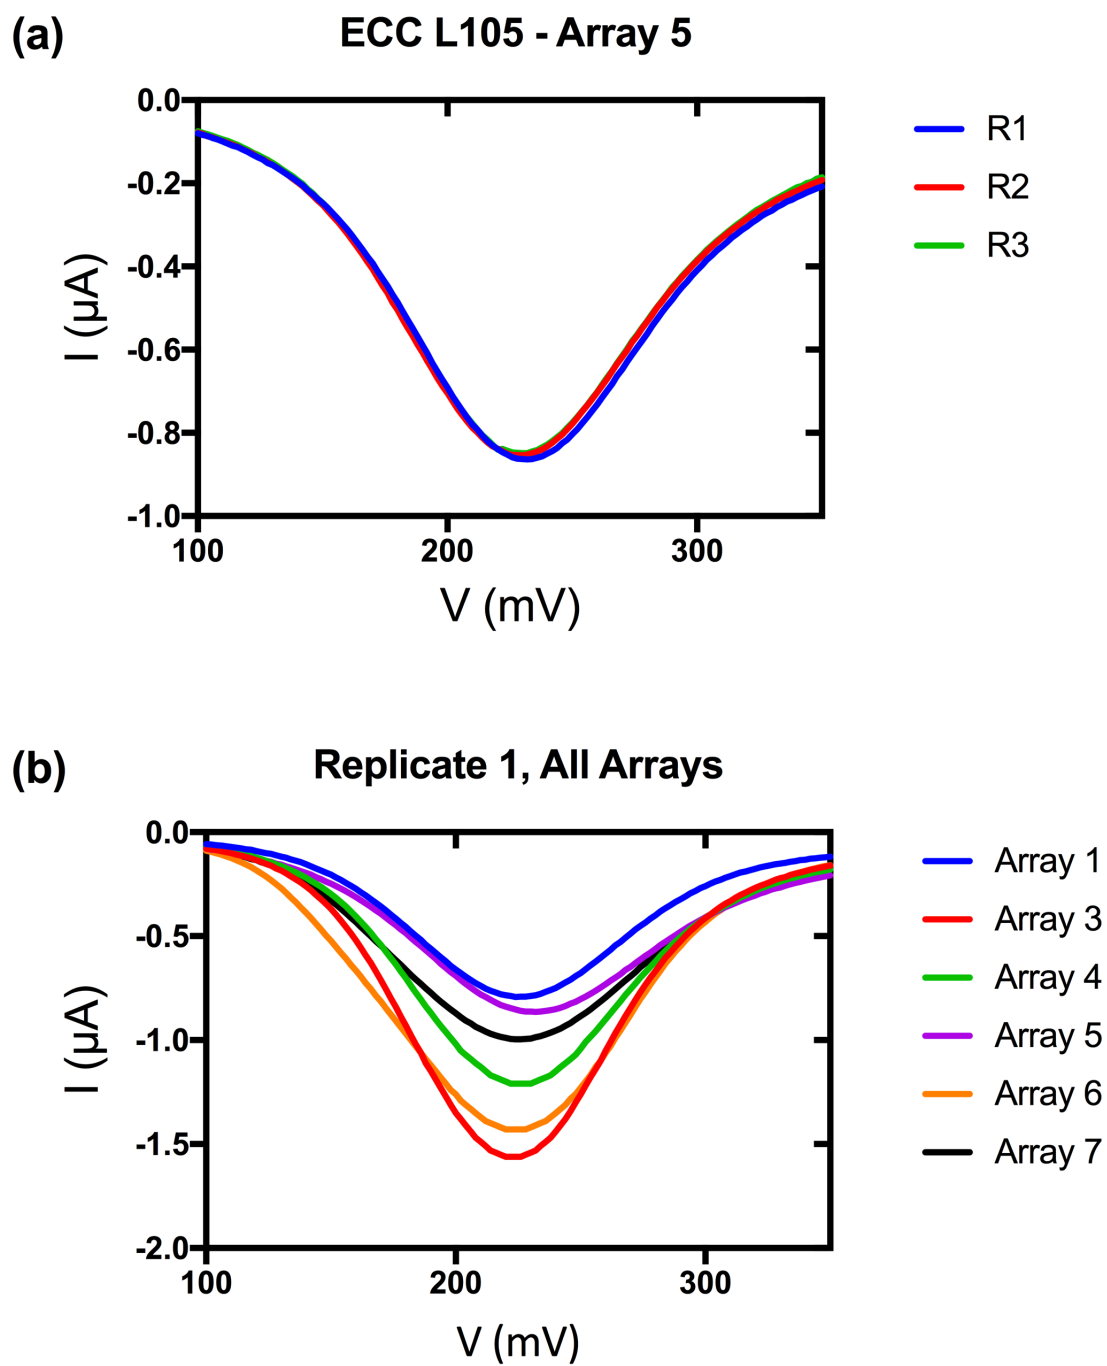 (a)
ECC L105 - Array 5
0.0
-0.2
-0.4
-0.6
-0.8
-1.0
I (µA)
100
200
300
V (mV)
R1
R2
R3
(b)
Replicate 1, All Arrays
0.0
-0.5
-1.0
-1.5
-2.0
I (µA)
100
200
300
V (mV)
Array 1
Array 3
Array 4
Array 5
Array 6
Array 7